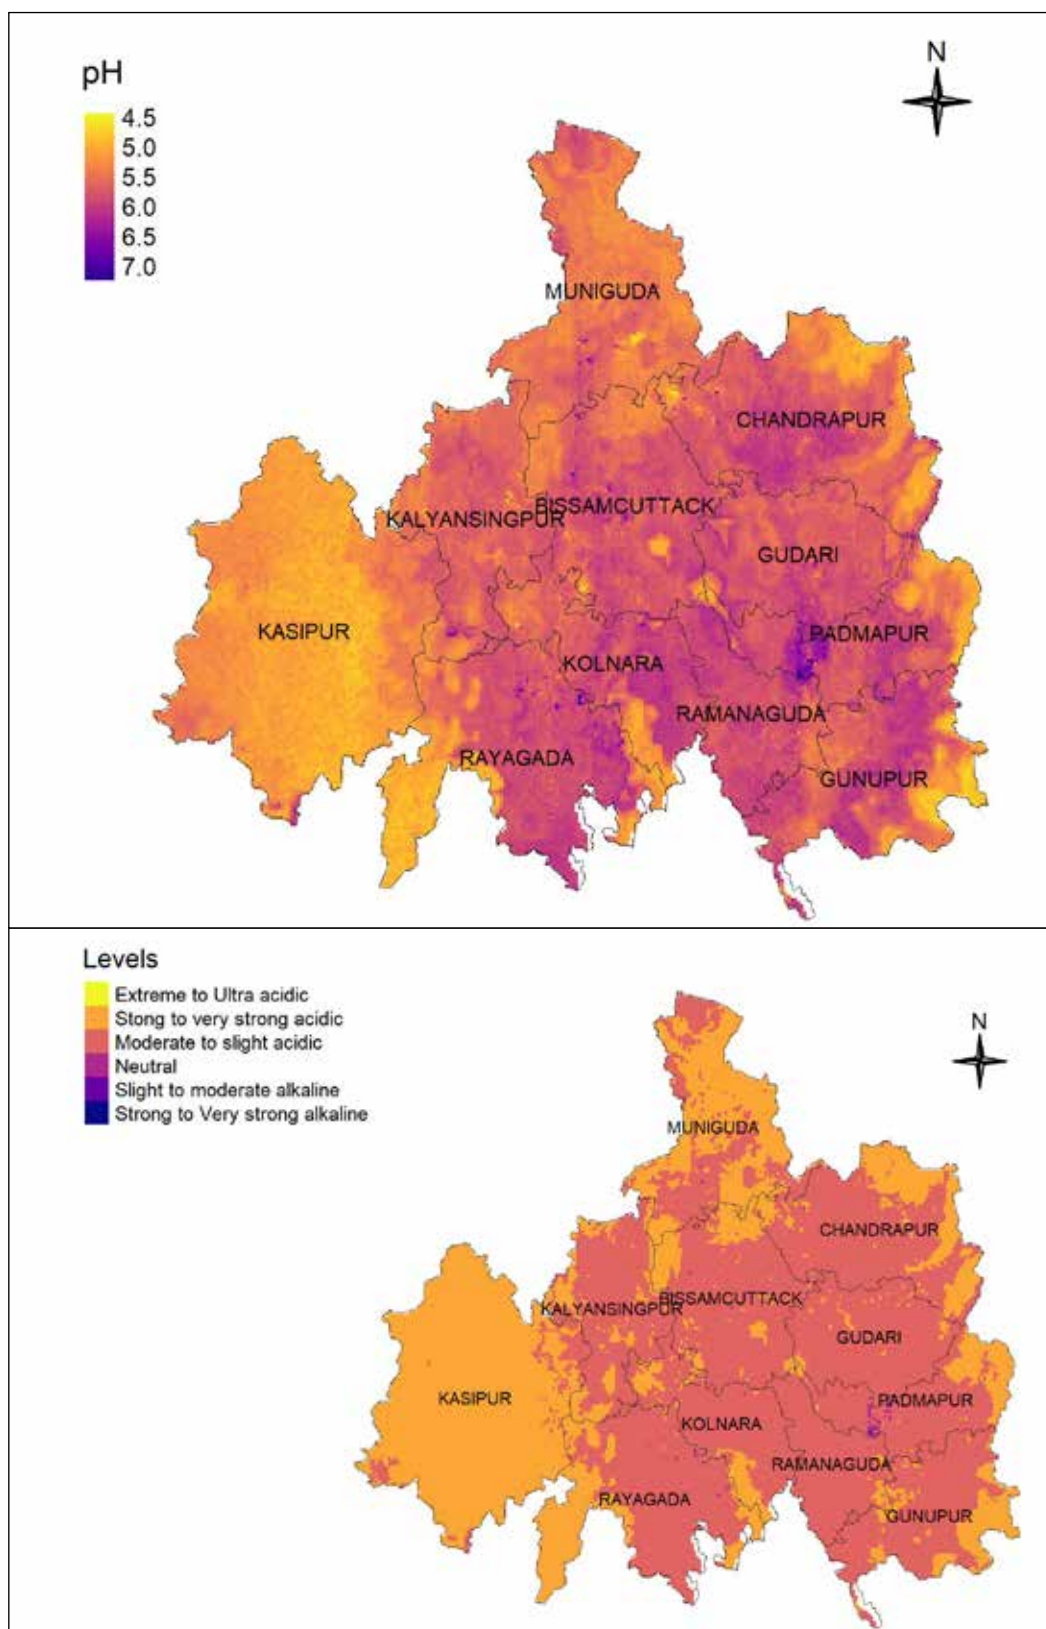 pH
4.5
5.0
5.5
6.0
6.5
7.0
N
MUNIGUDA
CHANDRAPUR
KALYANSINGPUR
BISSAMCUTTACK
GUDARI
KASIPUR
PADMAPUR
KOLNARA
RAMANAGUDA
RAYAGADA
GUNUPUR
Levels
Extreme to Ultra acidic
Stong to very strong acidic
Moderate to slight acidic
Neutral
Slight to moderate alkaline
Strong to Very strong alkaline
N
MUNIGUDA
CHANDRAPUR
KALYANSINGPUR
BISSAMCUTTACK
GUDARI
KASIPUR
PADMAPUR
KOLNARA
RAMANAGUDA
RAYAGADA
GUNUPUR